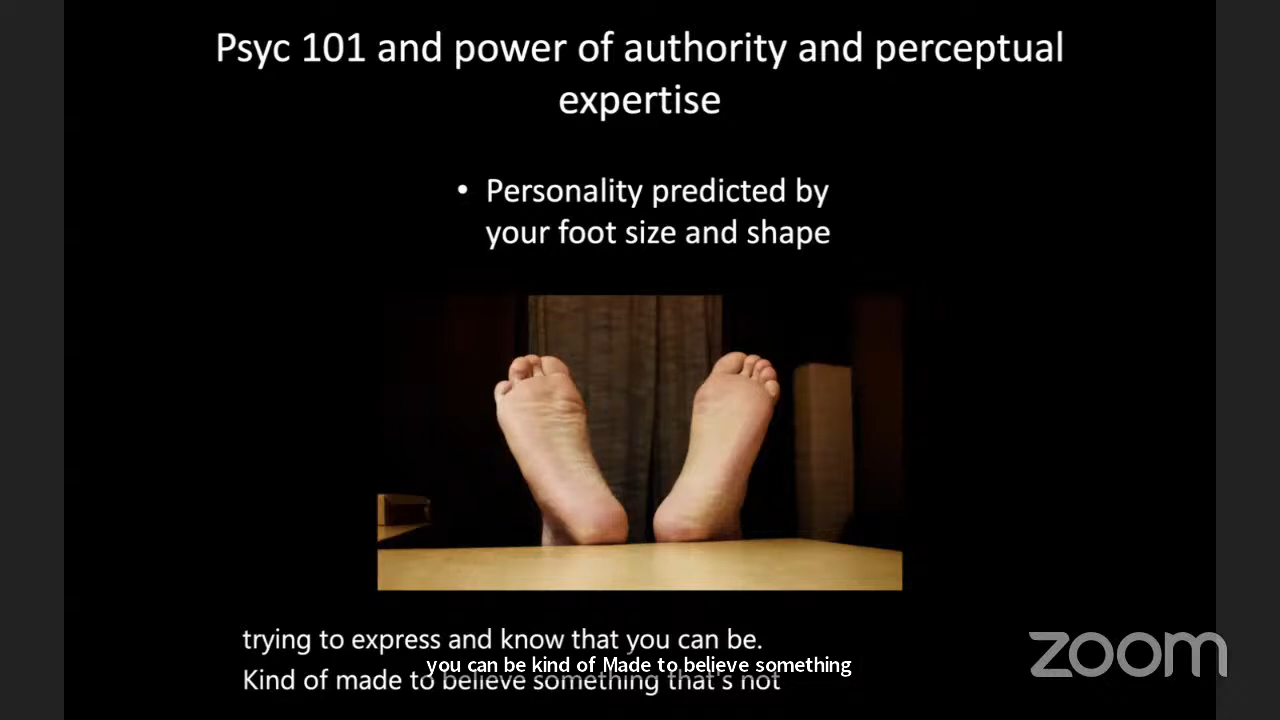 Psyc 101 and power of authority and perceptual
expertise
• Personality predicted by
your foot size and shape
trying to express and know that you can be.
you can be kind of Made to believe something
Kind of made to believe something that's not
zoom